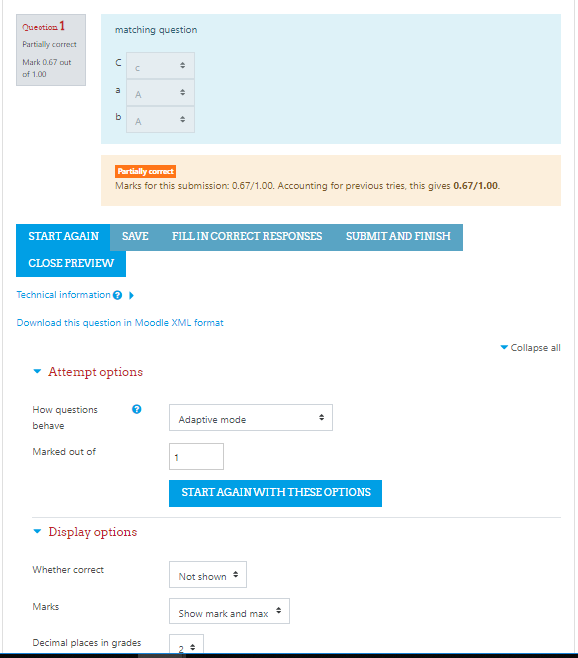 Question 1
Partially correct
Mark 0.67 out
of 1.00
matching question
C c
a A
b A
Partially correct
Marks for this submission: 0.67/1.00. Accounting for previous tries, this gives 0.67/1.00.
START AGAIN SAVE FILL IN CORRECT RESPONSES SUBMIT AND FINISH
CLOSE PREVIEW
Technical information
Download this question in Moodle XML format
Collapse all
Attempt options
How questions
behave
Adaptive mode
Marked out of
1
START AGAIN WITH THESE OPTIONS
Display options
Whether correct
Not shown
Marks
Show mark and max
Decimal places in grades
2